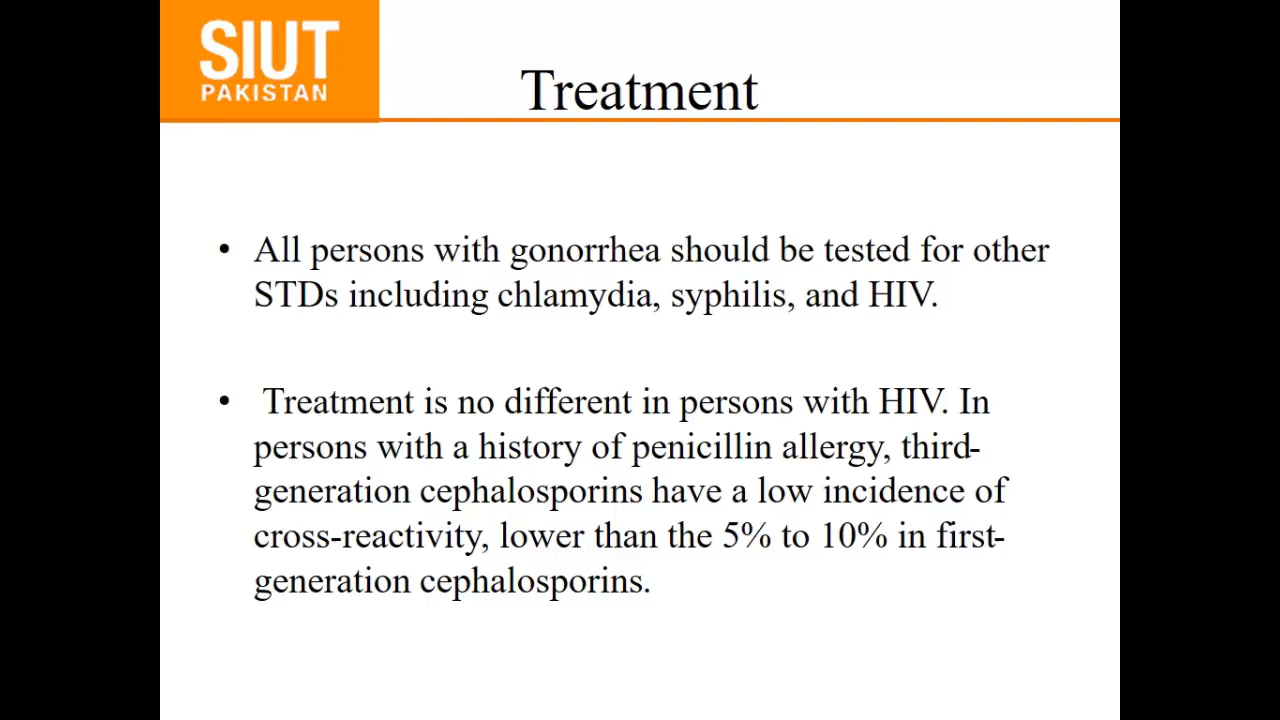 SIUT
PAKISTAN
Treatment
• All persons with gonorrhea should be tested for other
STDs including chlamydia, syphilis, and HIV.
• Treatment is no different in persons with HIV. In
persons with a history of penicillin allergy, third-
generation cephalosporins have a low incidence of
cross-reactivity, lower than the 5% to 10% in first-
generation cephalosporins.